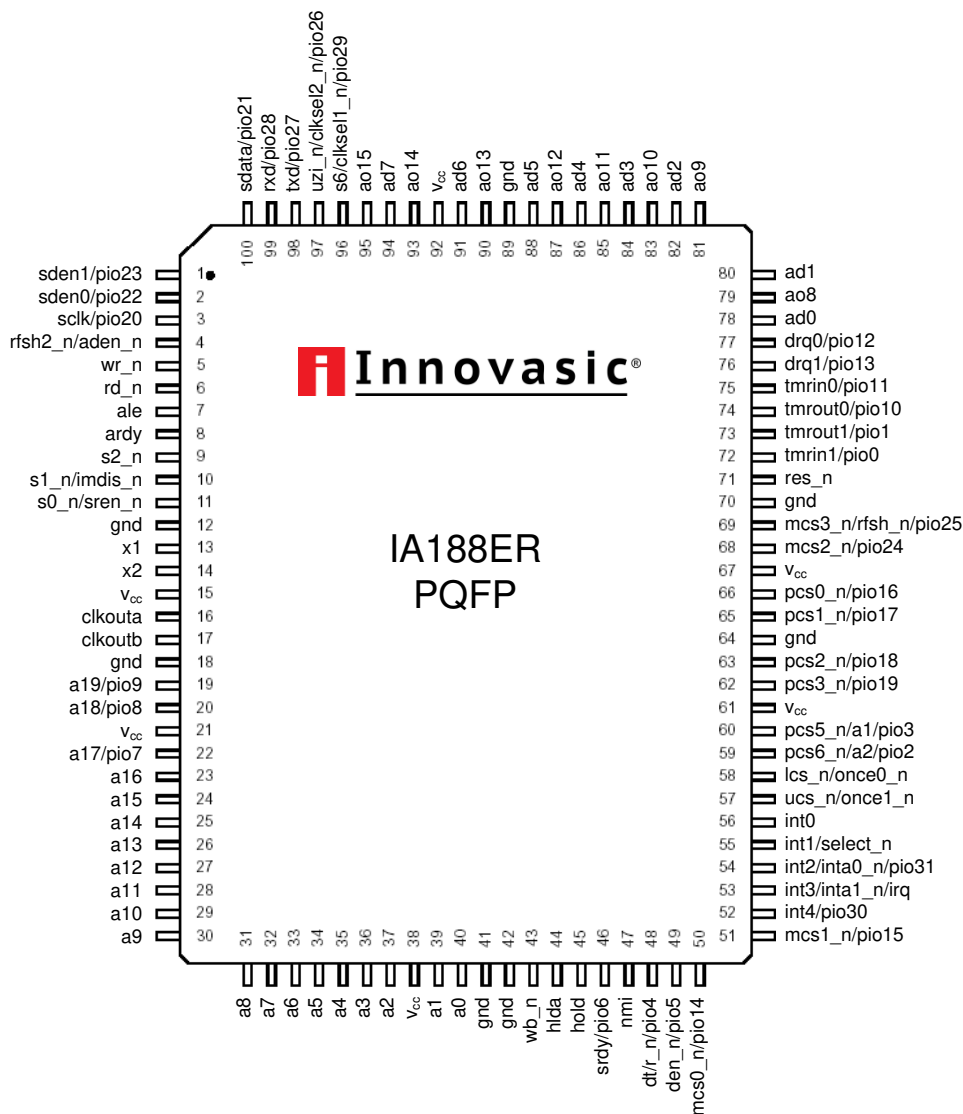 sdata/pio21
rxd/pio28
txd/pio27
uzi_n/clksel2_n/pio26
s6/clksel1_n/pio29
ao15
ad7
ao14
vcc
ad6
ao13
gnd
ad5
ao12
ad4
ao11
ad3
ao10
ad2
ao9
100 99 98 97 96 95 94 93 92 91 90 89 88 87 86 85 84 83 82 81
sden1/pio23 1
sden0/pio22 2
sclk/pio20 3
rfsh2_n/aden_n 4
wr_n 5
rd_n 6
ale 7
ardy 8
s2_n 9
s1_n/imdis_n 10
s0_n/sren_n 11
gnd 12
x1 13
x2 14
vcc 15
clkouta 16
clkoutb 17
gnd 18
a19/pio9 19
a18/pio8 20
vcc 21
a17/pio7 22
a16 23
a15 24
a14 25
a13 26
a12 27
a11 28
a10 29
a9 30
i Innovasic®
IA188ER
PQFP
80 ad1
79 ao8
78 ad0
77 drq0/pio12
76 drq1/pio13
75 tmrin0/pio11
74 tmrout0/pio10
73 tmrout1/pio1
72 tmrin1/pio0
71 res_n
70 gnd
69 mcs3_n/rfsh_n/pio25
68 mcs2_n/pio24
67 vcc
66 pcs0_n/pio16
65 pcs1_n/pio17
64 gnd
63 pcs2_n/pio18
62 pcs3_n/pio19
61 vcc
60 pcs5_n/a1/pio3
59 pcs6_n/a2/pio2
58 lcs_n/once0_n
57 ucs_n/once1_n
56 int0
55 int1/select_n
54 int2/inta0_n/pio31
53 int3/inta1_n/irq
52 int4/pio30
51 mcs1_n/pio15
31 32 33 34 35 36 37 38 39 40 41 42 43 44 45 46 47 48 49 50
a8
a7
a6
a5
a4
a3
a2
vcc
a1
a0
gnd
gnd
wb_n
hlda
hold
srdy/pio6
nmi
dt/r_n/pio4
den_n/pio5
mcs0_n/pio14